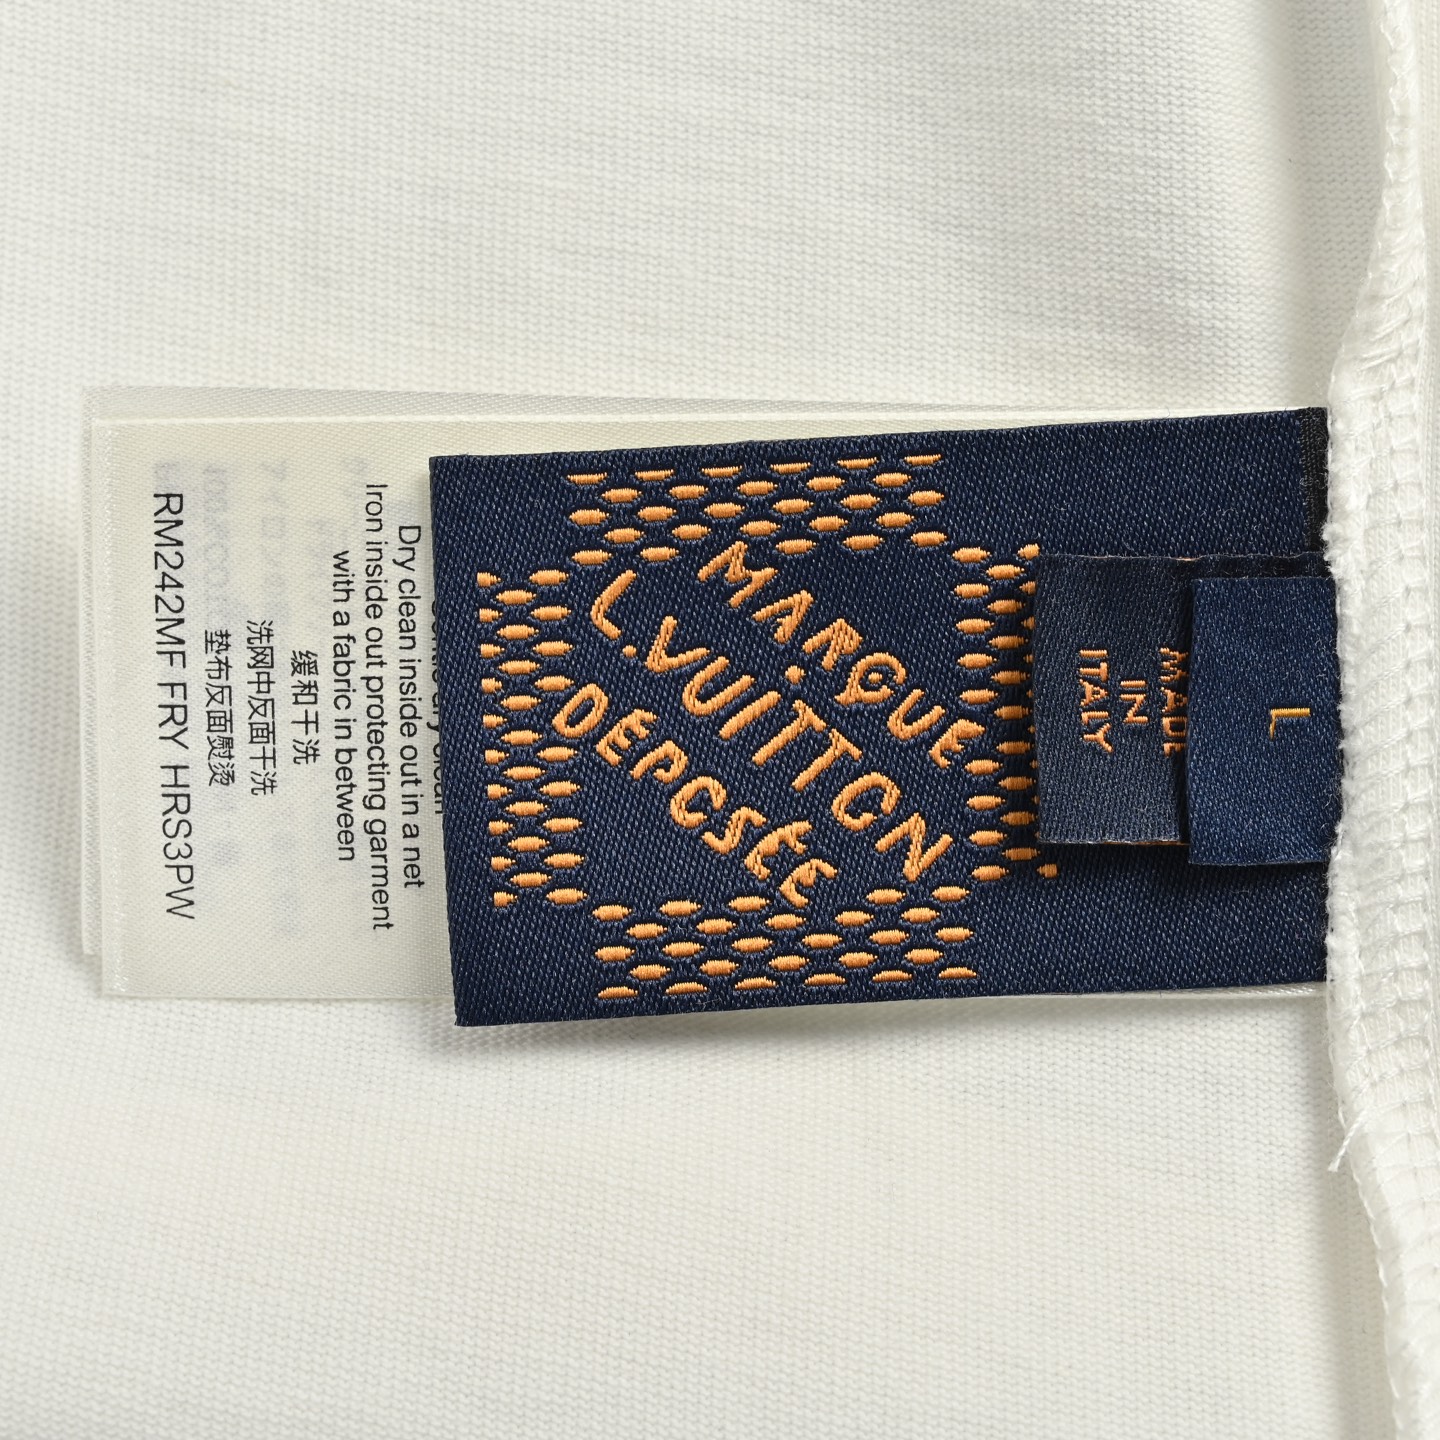 MARQUE
L.VUITTON
DEPOSÉE
MADE
IN
ITALY
L
Dry clean inside out in a net
Iron inside out protecting garment
with a fabric in between
缓和干洗
洗网中反面干洗
垫布反面熨烫
RM242MF FRY HRS3PW